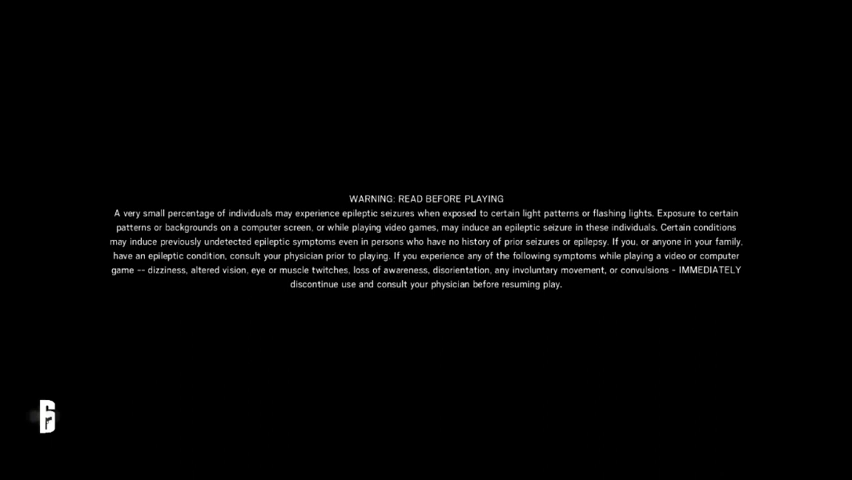 WARNING: READ BEFORE PLAYING
A very small percentage of individuals may experience epileptic seizures when exposed to certain light patterns or flashing lights. Exposure to certain
patterns or backgrounds on a computer screen, or while playing video games, may induce an epileptic seizure in these individuals. Certain conditions
may induce previously undetected epileptic symptoms even in persons who have no history of prior seizures or epilepsy. If you, or anyone in your family,
have an epileptic condition, consult your physician prior to playing. If you experience any of the following symptoms while playing a video or computer
game -- dizziness, altered vision, eye or muscle twitches, loss of awareness, disorientation, any involuntary movement, or convulsions - IMMEDIATELY
discontinue use and consult your physician before resuming play.
6